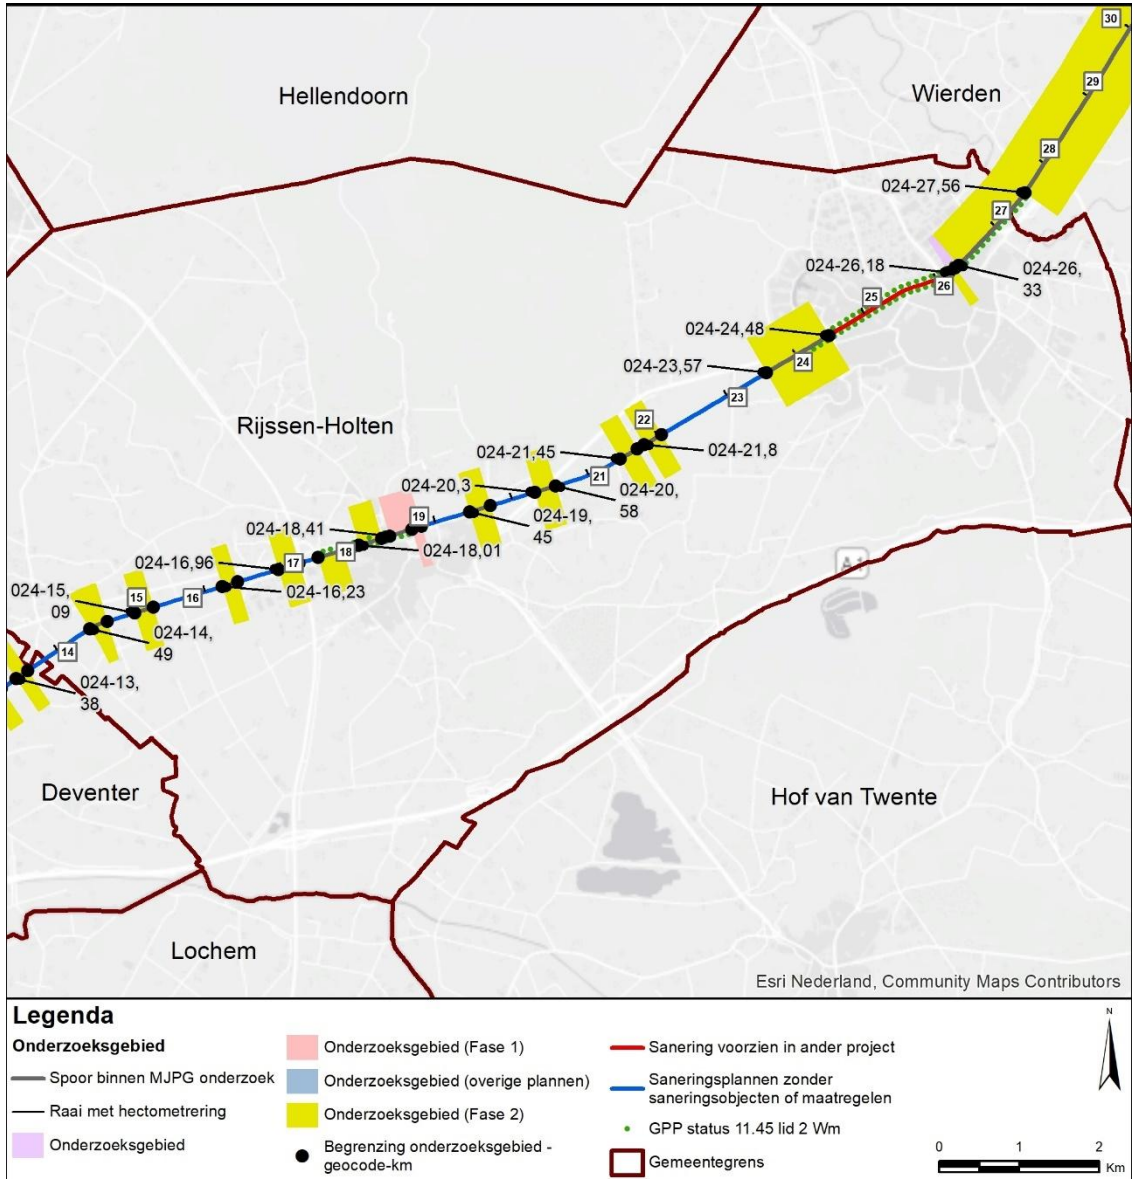 Hellendoorn
Wierden
30
29
28
024-27,56
27
024-26,18
26
024-26,
33
25
024-24,48
24
024-23,57
23
Rijssen-Holten
22
024-21,45
024-21,8
21
024-20,3
024-20,
58
19
024-19,
45
024-18,41
18
024-18,01
024-16,96
17
024-16,23
16
024-15,
09
15
024-14,
49
14
024-13,
38
A1
Deventer
Hof van Twente
Lochem
Esri Nederland, Community Maps Contributors
Legenda
Onderzoeksgebied
Spoor binnen MJPG onderzoek
Raai met hectometrering
Onderzoeksgebied
Onderzoeksgebied (Fase 1)
Onderzoeksgebied (overige plannen)
Onderzoeksgebied (Fase 2)
Begrenzing onderzoeksgebied -
geocode-km
Sanering voorzien in ander project
Saneringsplannen zonder
saneringsobjecten of maatregelen
GPP status 11.45 lid 2 Wm
Gemeentegrens
N
0 1 2
Km